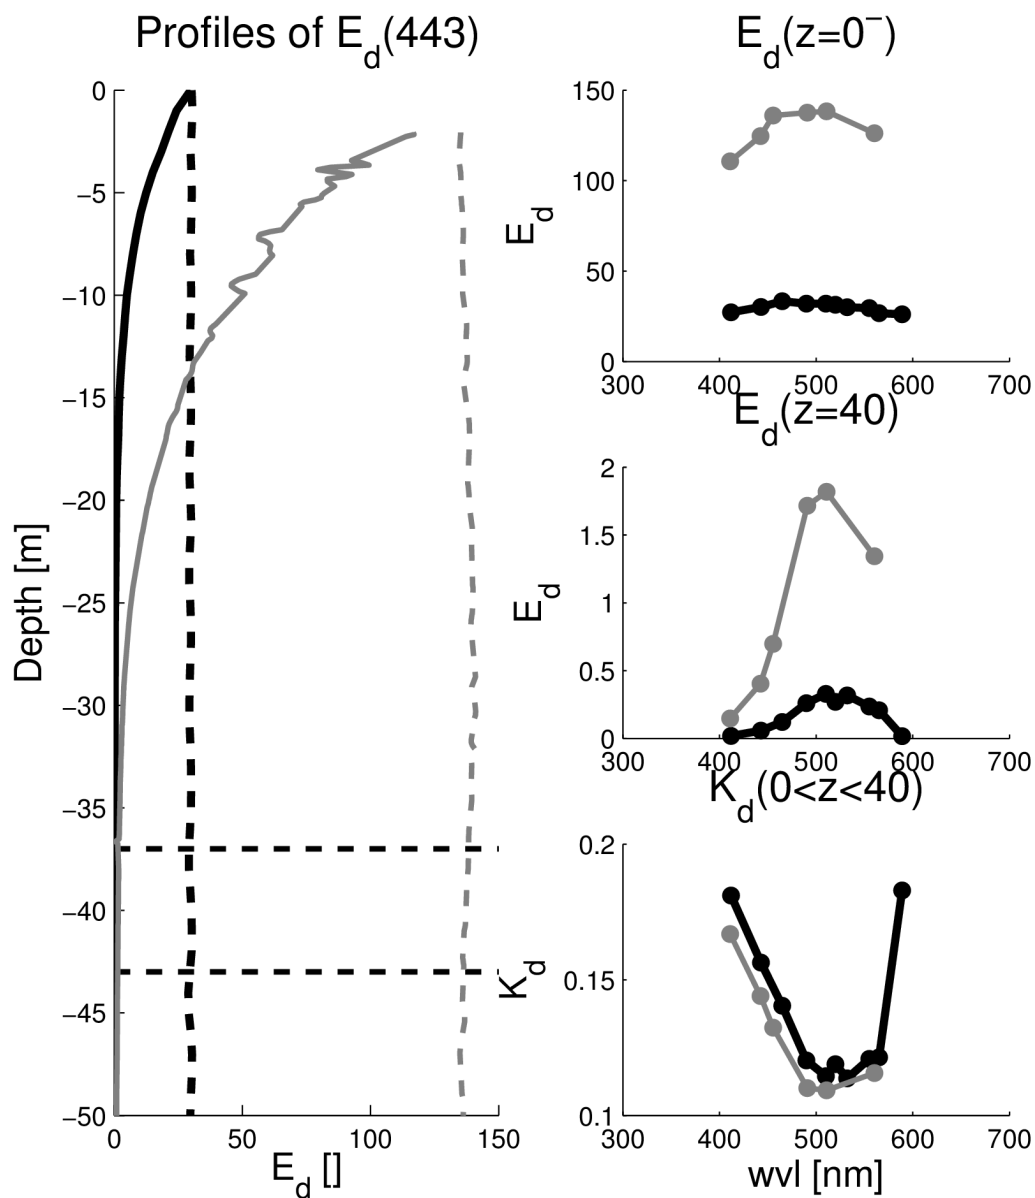 Profiles of E_d(443)
0
−5
−10
−15
−20
−25
−30
−35
−40
−45
−50
Depth [m]
0 50 100 150
E_d []
E_d(z=0⁻)
150
100
50
0
E_d
300 400 500 600 700
E_d(z=40)
2
1.5
1
0.5
0
E_d
300 400 500 600 700
K_d(0<z<40)
0.2
0.15
0.1
K_d
300 400 500 600 700
wvl [nm]